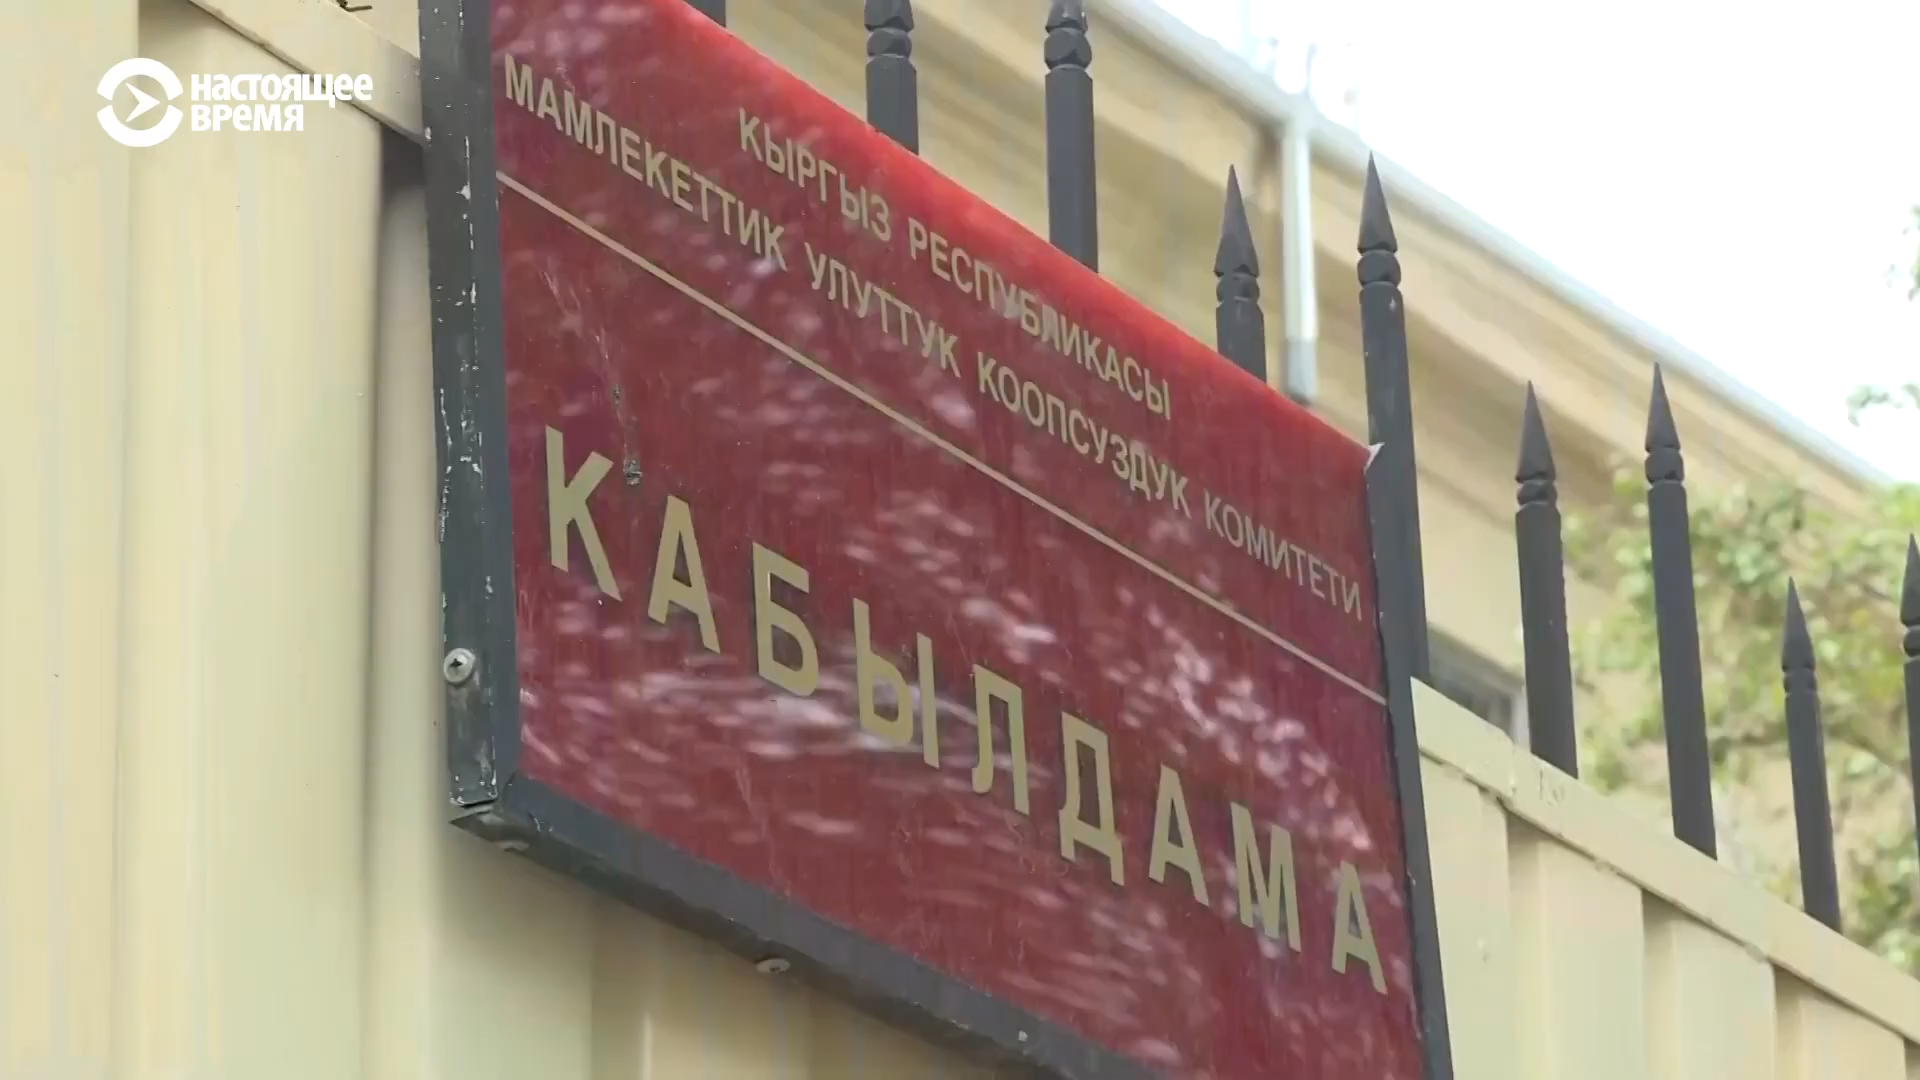 НАСТОЯЩЕЕ
ВРЕМЯ
КЫРГЫЗ РЕСПУБЛИКАСЫ
МАМЛЕКЕТТИК УЛУТТУК КООПСУЗДУК КОМИТЕТИ
КАБЫЛДАМА